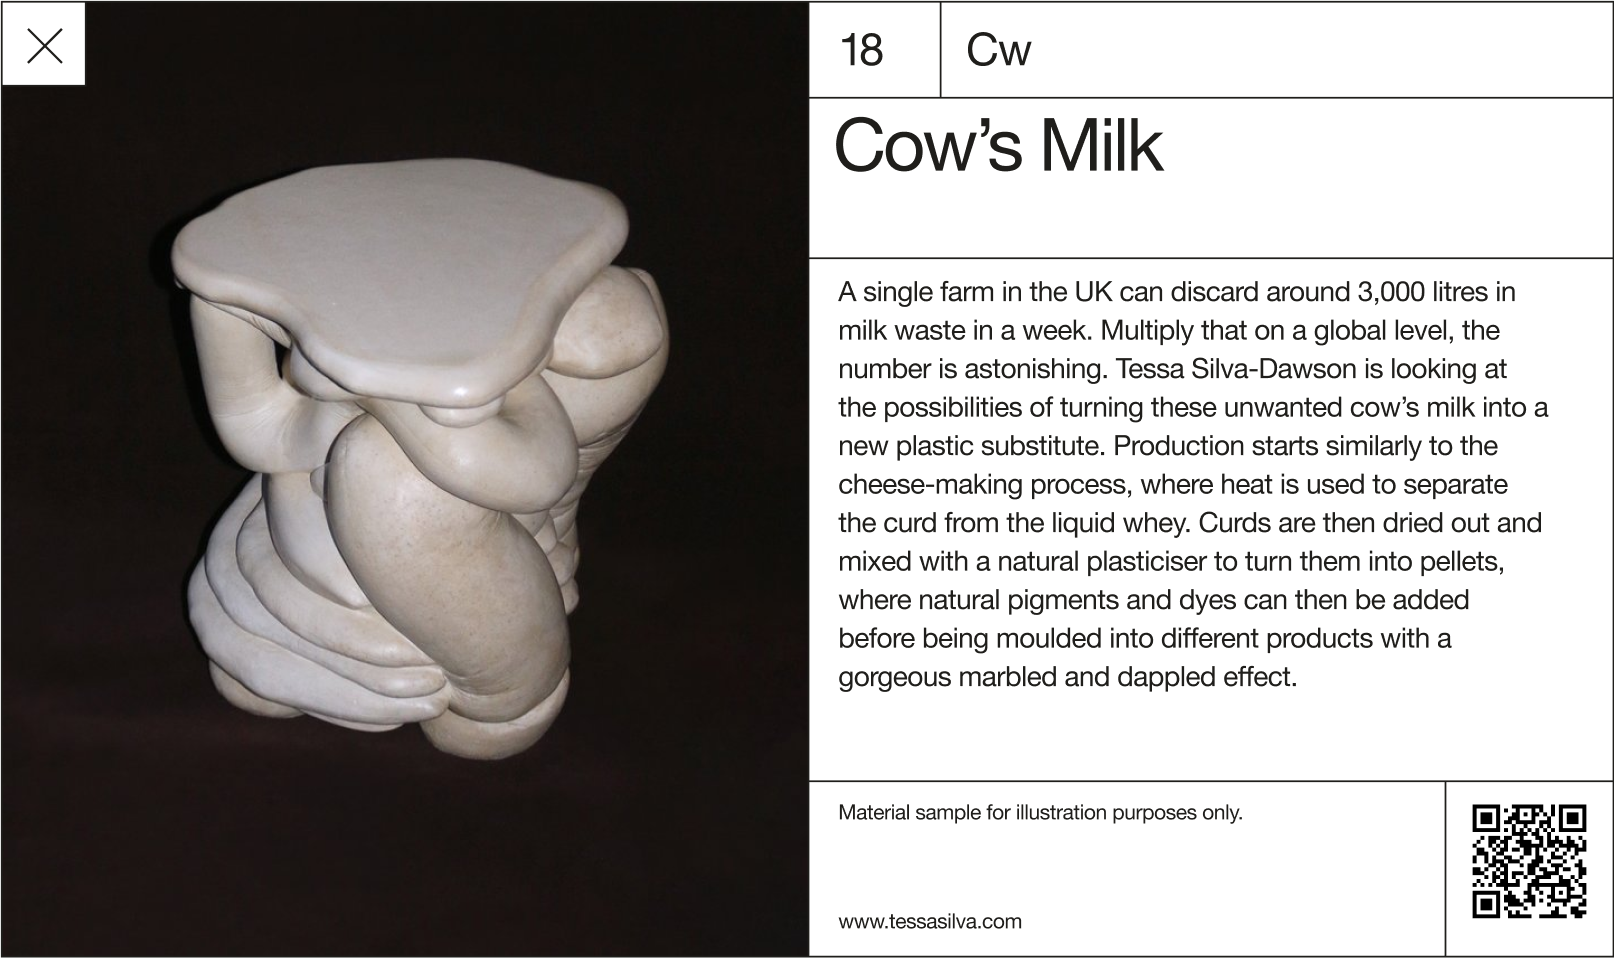 18
Cw
Cow’s Milk
A single farm in the UK can discard around 3,000 litres in
milk waste in a week. Multiply that on a global level, the
number is astonishing. Tessa Silva-Dawson is looking at
the possibilities of turning these unwanted cow’s milk into a
new plastic substitute. Production starts similarly to the
cheese-making process, where heat is used to separate
the curd from the liquid whey. Curds are then dried out and
mixed with a natural plasticiser to turn them into pellets,
where natural pigments and dyes can then be added
before being moulded into different products with a
gorgeous marbled and dappled effect.
Material sample for illustration purposes only.
www.tessasilva.com